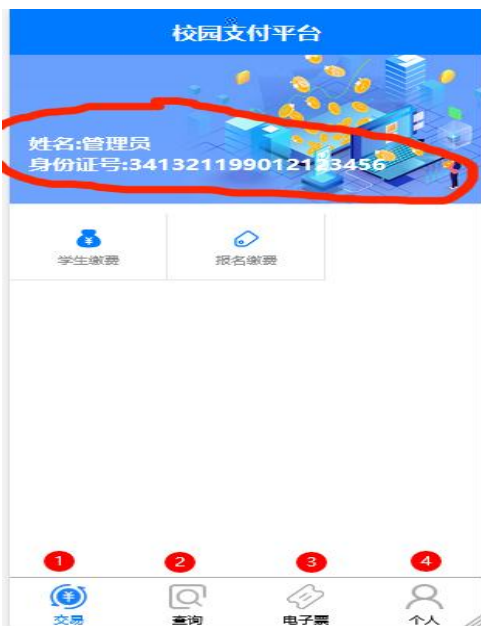 校园支付平台
姓名:管理员
身份证号:341321199012123456
学生缴费
报名缴费
1
2
3
4
交易
查询
电子票
个人